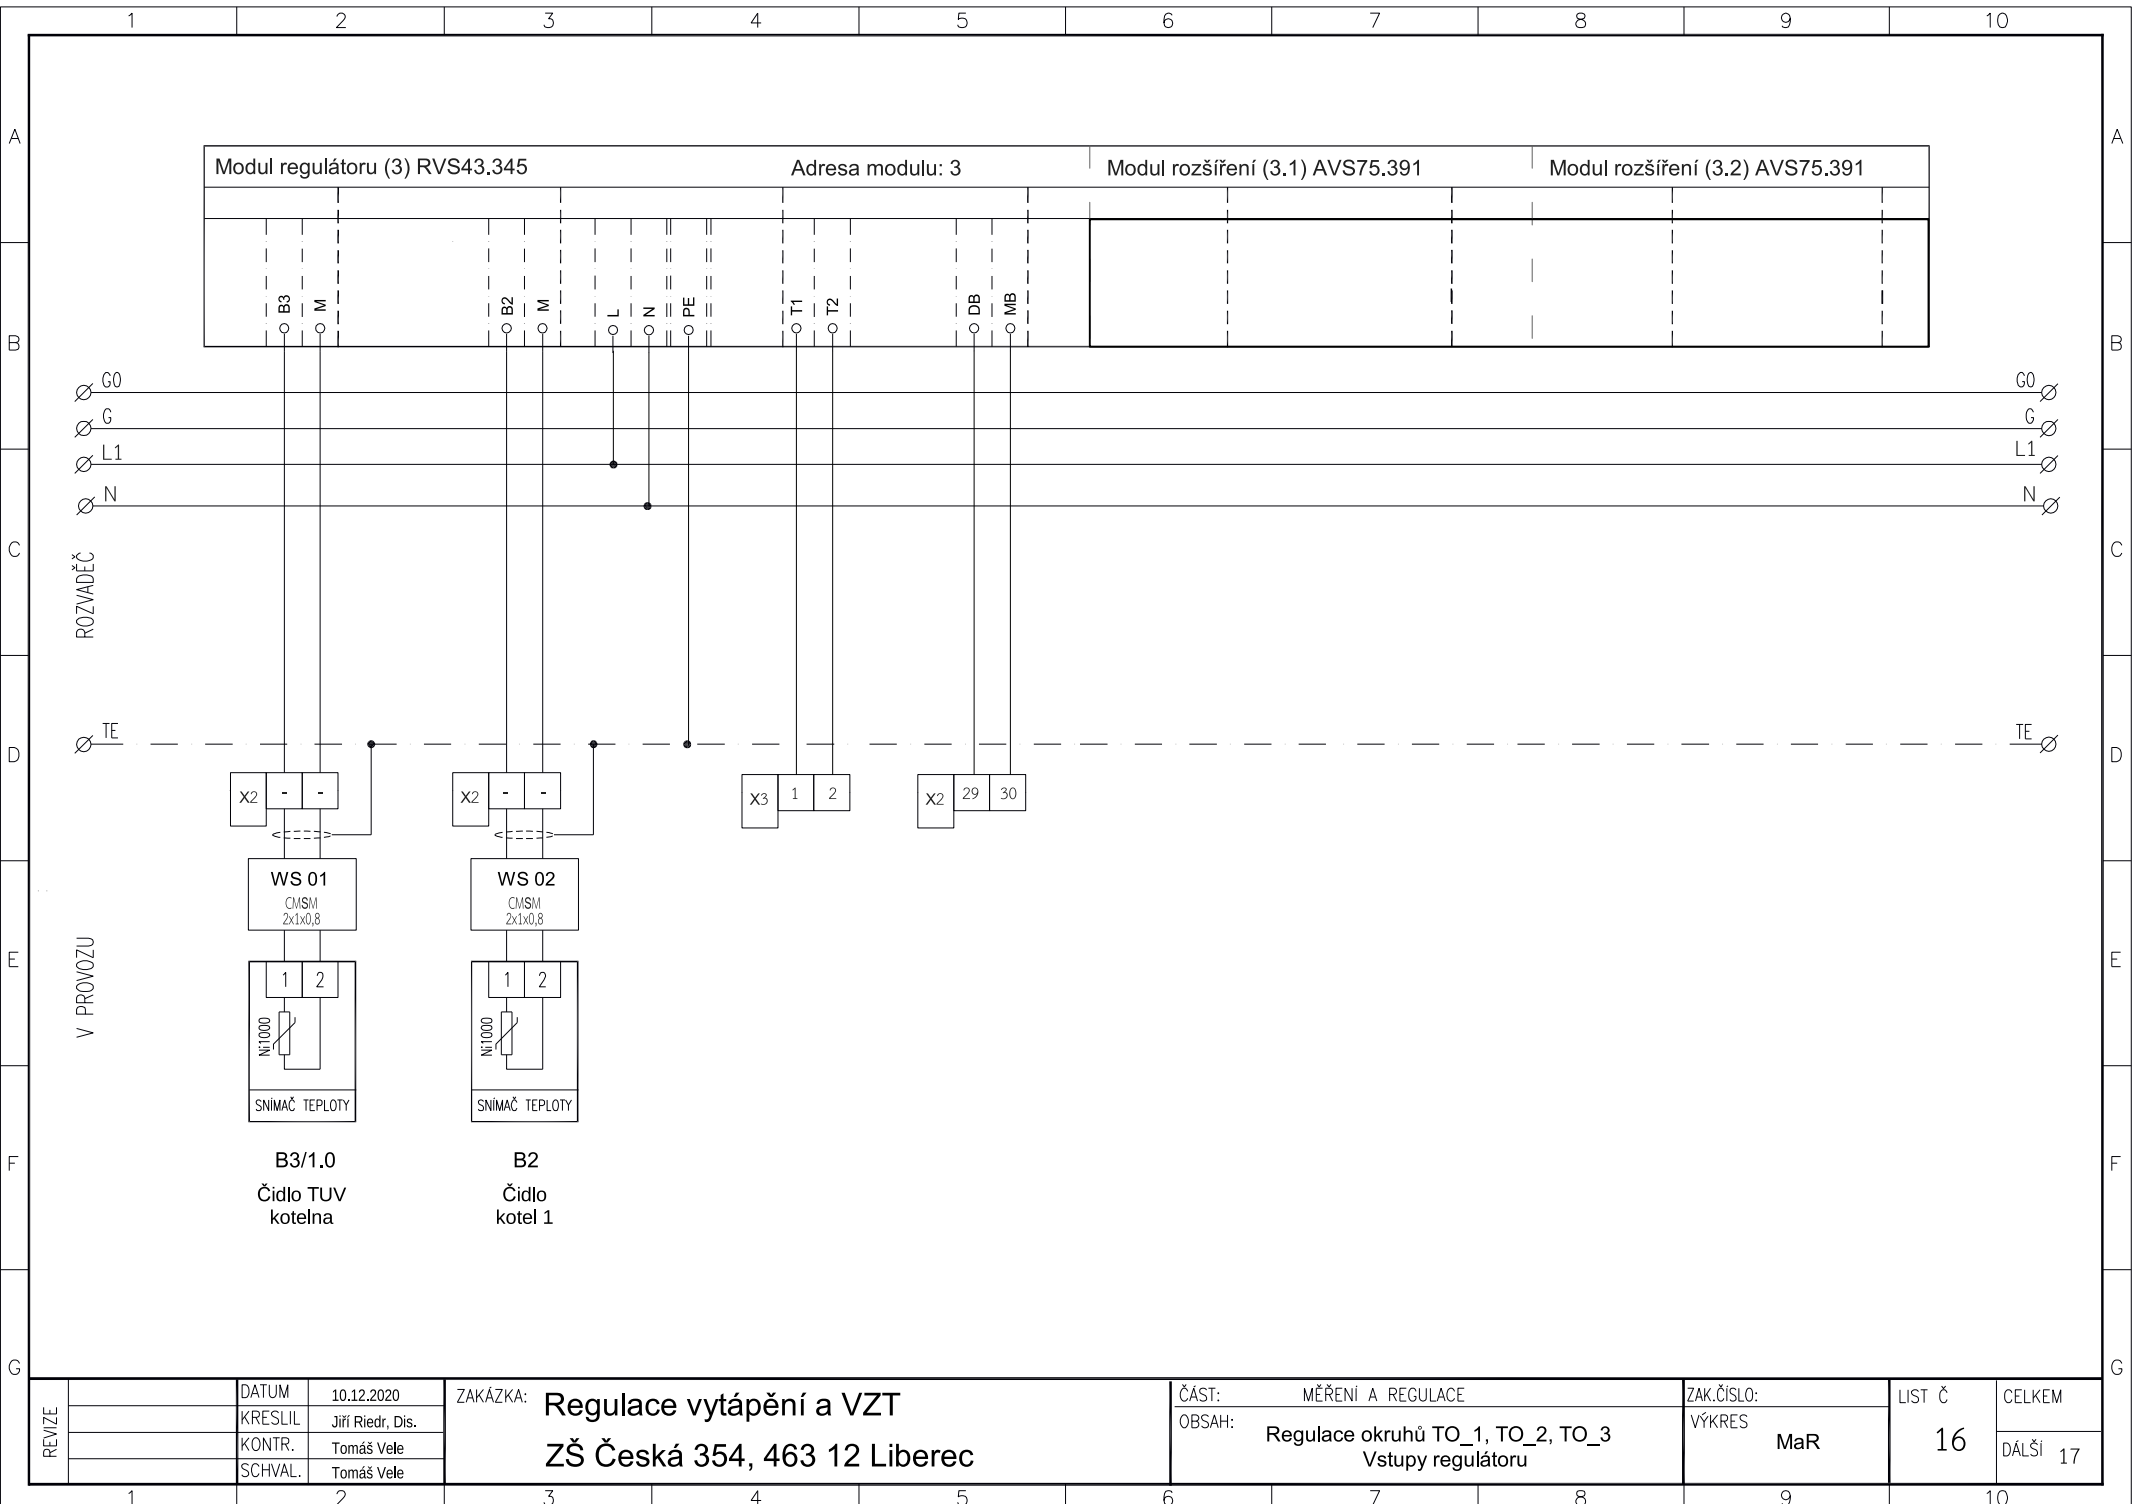 1 2 3 4 5 6 7 8 9 10
A A
Modul regulátoru (3) RVS43.345 Adresa modulu: 3 Modul rozšíření (3.1) AVS75.391 Modul rozšíření (3.2) AVS75.391
B3 M B2 M L N PE T1 T2 DB MB
B B
G0 G0
G G
L1 L1
N N
C C
ROZVADĚČ
TE TE
D D
X2 - - X2 - - X3 1 2 X2 29 30
WS 01 WS 02
CMSM CMSM
2x1x0,8 2x1x0,8
E E
V PROVOZU
1 2 1 2
Ni1000 Ni1000
SNÍMAČ TEPLOTY SNÍMAČ TEPLOTY
F F
B3/1.0 B2
Čidlo TUV Čidlo
kotelna kotel 1
G G
REVIZE
DATUM 10.12.2020
KRESLIL Jiří Riedr, Dis.
KONTR. Tomáš Vele
SCHVAL. Tomáš Vele
ZAKÁZKA: Regulace vytápění a VZT
ZŠ Česká 354, 463 12 Liberec
ČÁST: MĚŘENÍ A REGULACE
OBSAH: Regulace okruhů TO_1, TO_2, TO_3
Vstupy regulátoru
ZAK.ČÍSLO:
VÝKRES MaR
LIST Č 16
CELKEM
DÁLŠÍ 17
1 2 3 4 5 6 7 8 9 10